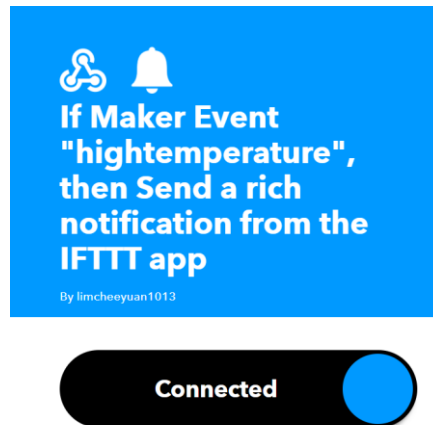 If Maker Event
"hightemperature",
then Send a rich
notification from the
IFTTT app
By limcheeyuan1013
Connected